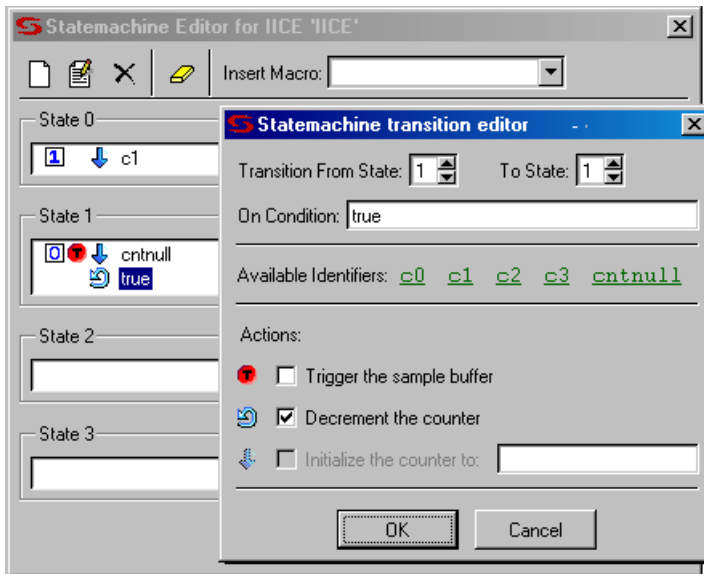 Statemachine Editor for IICE 'IICE'
Insert Macro:
State 0
1 c1
State 1
0 T cntnull
true
State 2
State 3
Statemachine transition editor
Transition From State: 1 To State: 1
On Condition: true
Available Identifiers: c0 c1 c2 c3 cntnull
Actions:
T Trigger the sample buffer
Decrement the counter
Initialize the counter to:
OK Cancel